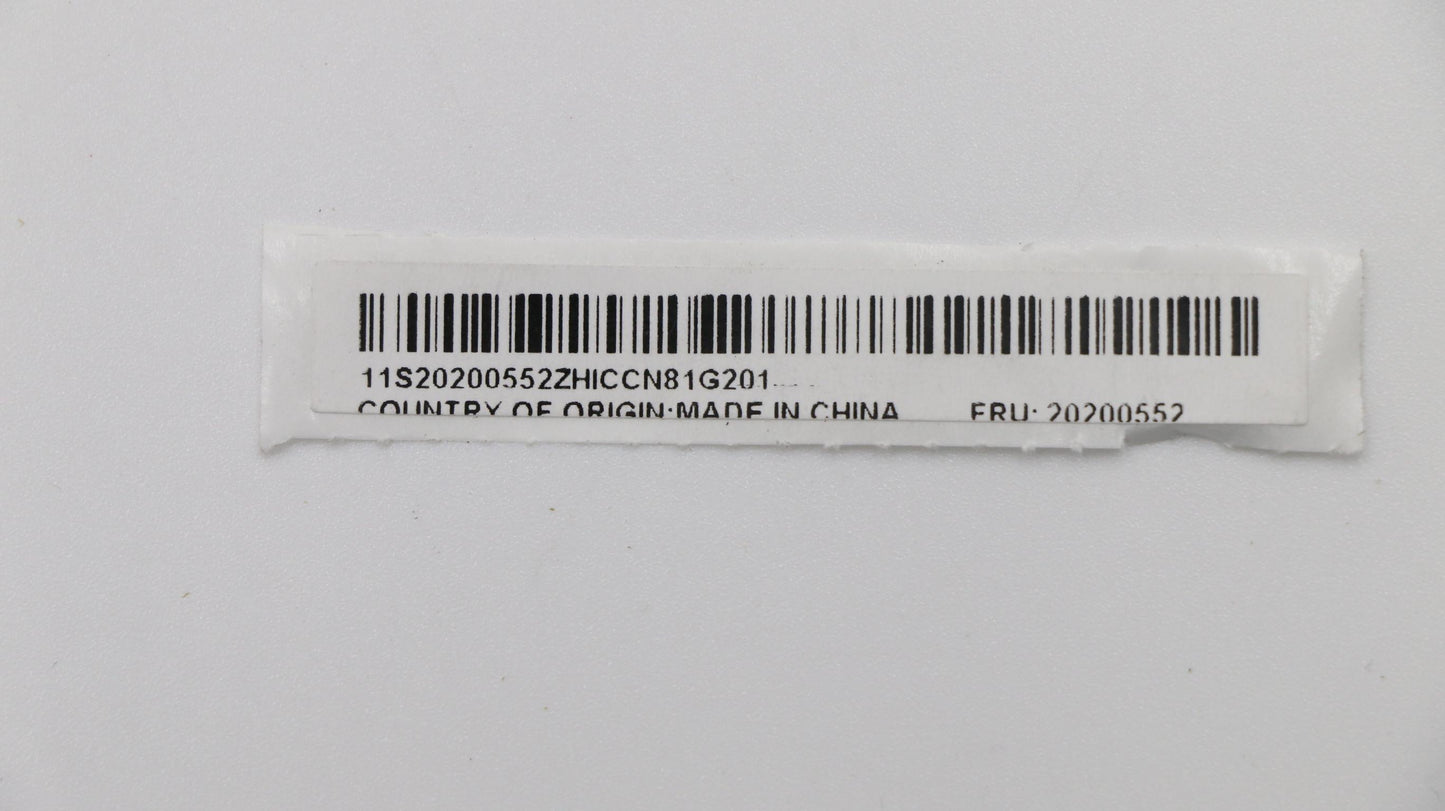 11S20200552ZHICCN81G201
COUNTRY OF ORIGIN:MADE IN CHINA FRU: 20200552